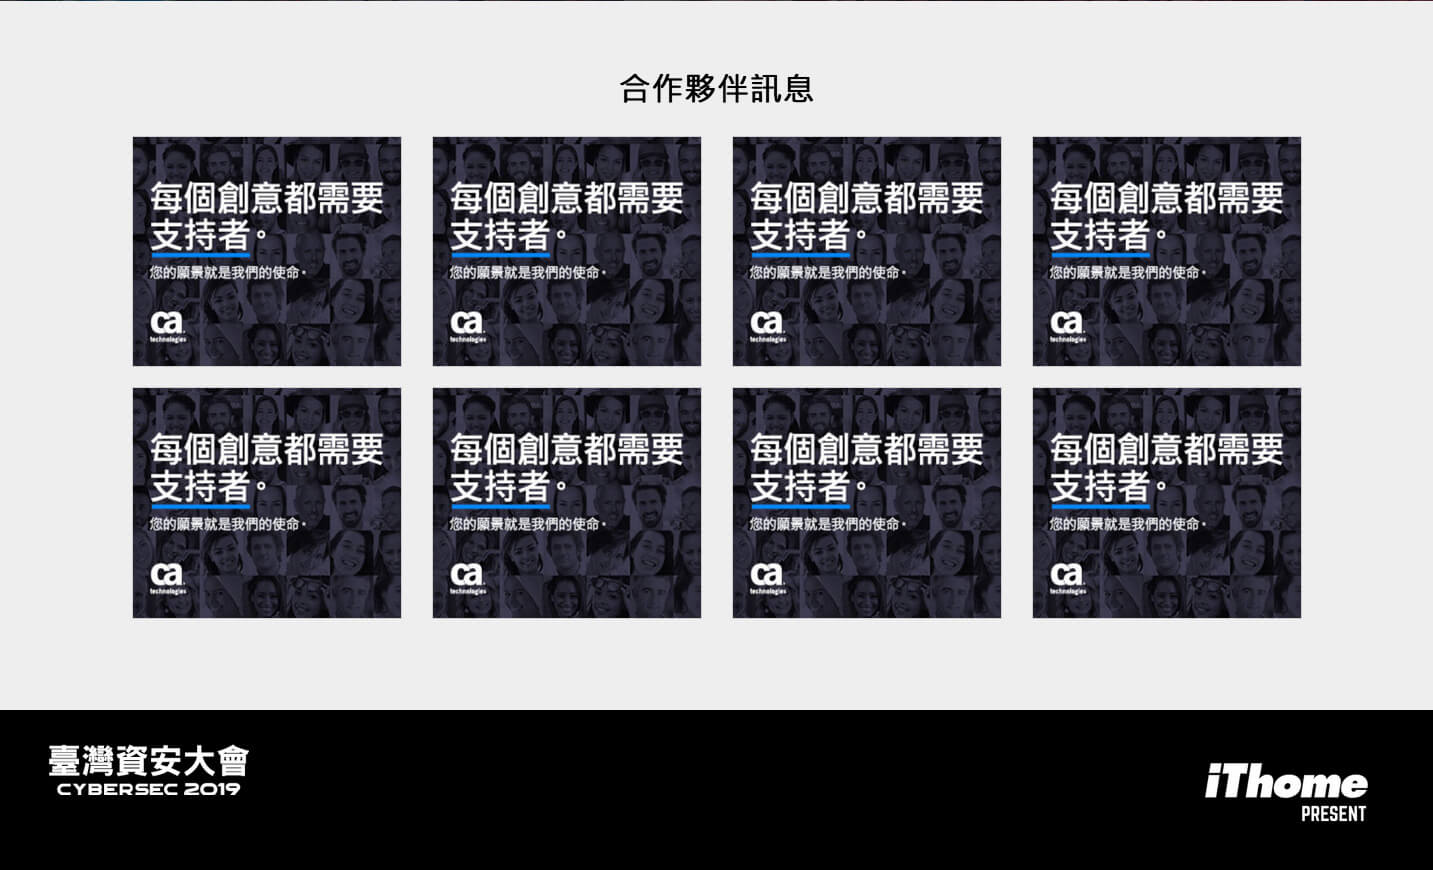 合作夥伴訊息
每個創意都需要
支持者。
您的願景就是我們的使命。
ca
technologies
每個創意都需要
支持者。
您的願景就是我們的使命。
ca
technologies
每個創意都需要
支持者。
您的願景就是我們的使命。
ca
technologies
每個創意都需要
支持者。
您的願景就是我們的使命。
ca
technologies
每個創意都需要
支持者。
您的願景就是我們的使命。
ca
technologies
每個創意都需要
支持者。
您的願景就是我們的使命。
ca
technologies
每個創意都需要
支持者。
您的願景就是我們的使命。
ca
technologies
每個創意都需要
支持者。
您的願景就是我們的使命。
ca
technologies
臺灣資安大會
CYBERSEC 2019
iThome
PRESENT